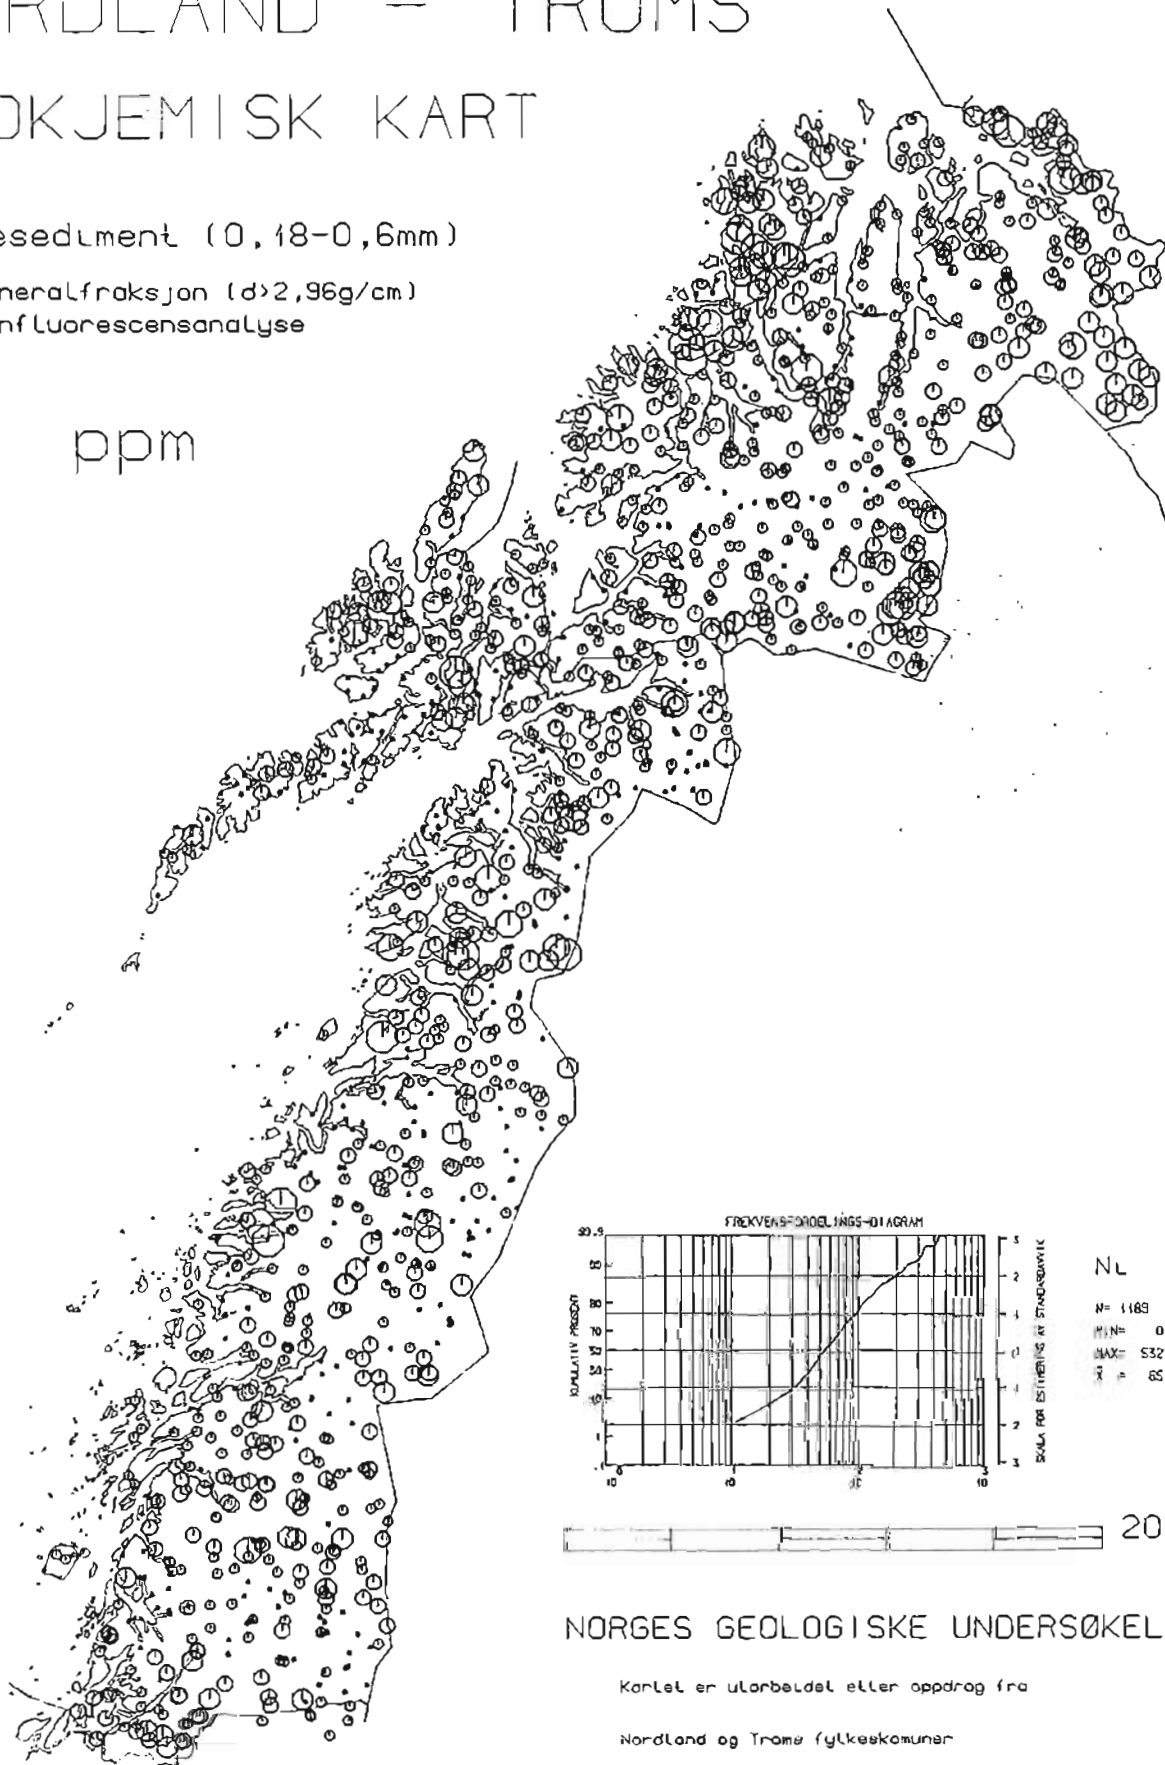 RDLAND - TROMS
OKJEMISK KART
esediment (0,18-0,6mm)
neralfraksjon (d>2,96g/cm)
nfluorescensanalyse
ppm
FREKVENSFORDELINGS-DIAGRAM
KUMULATIV PROSENT
SKALA FOR ESTIMERING AV STANDARDAVVIK
Ni
N= 1189
MIN= 0
MAX= 532
X = 65
20
NORGES GEOLOGISKE UNDERSØKEL
Kartet er utarbeidet etter oppdrag fra
Nordland og Troms fylkeskomuner